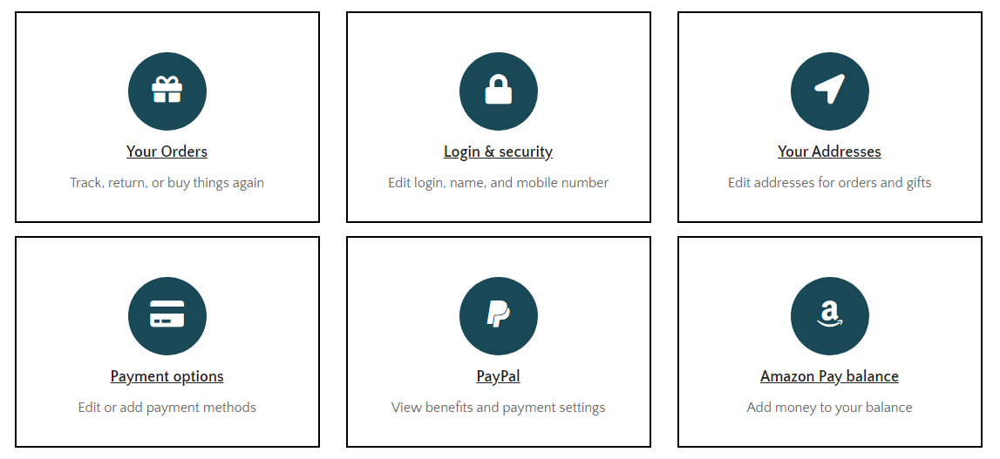 Your Orders
Track, return, or buy things again
Login & security
Edit login, name, and mobile number
Your Addresses
Edit addresses for orders and gifts
Payment options
Edit or add payment methods
PayPal
View benefits and payment settings
Amazon Pay balance
Add money to your balance